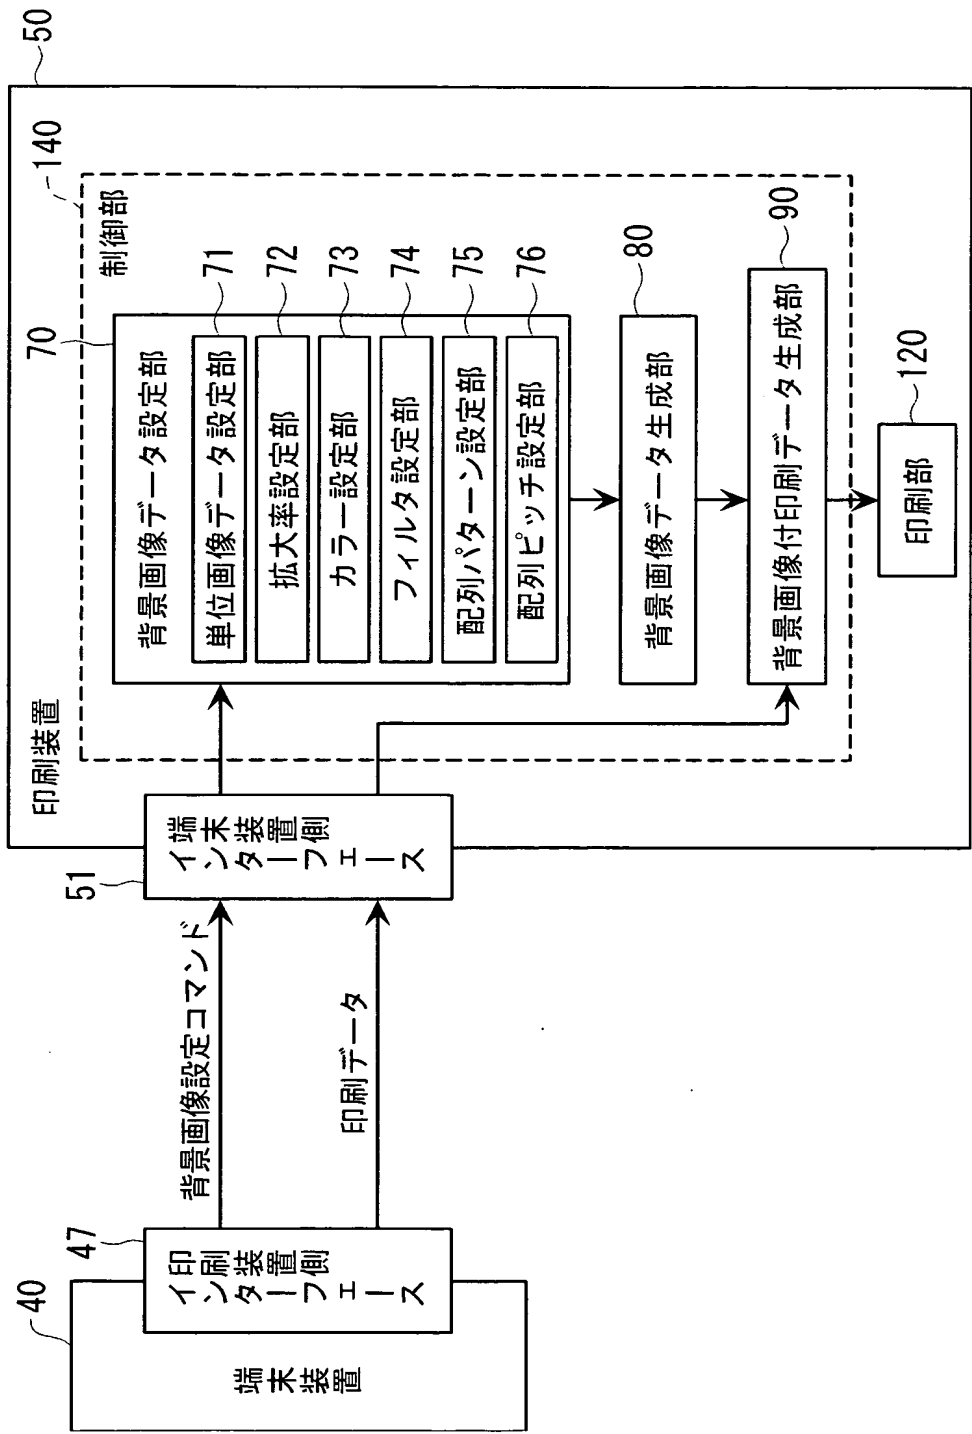 50
印刷装置
140
制御部
70
背景画像データ設定部
単位画像データ設定部
71
拡大率設定部
72
カラー設定部
73
フィルタ設定部
74
配列パターン設定部
75
配列ピッチ設定部
76
背景画像データ生成部
80
背景画像付印刷データ生成部
90
印刷部
120
51
端末装置側
インターフェース
背景画像設定コマンド
印刷データ
47
印刷装置側
インターフェース
40
端末装置